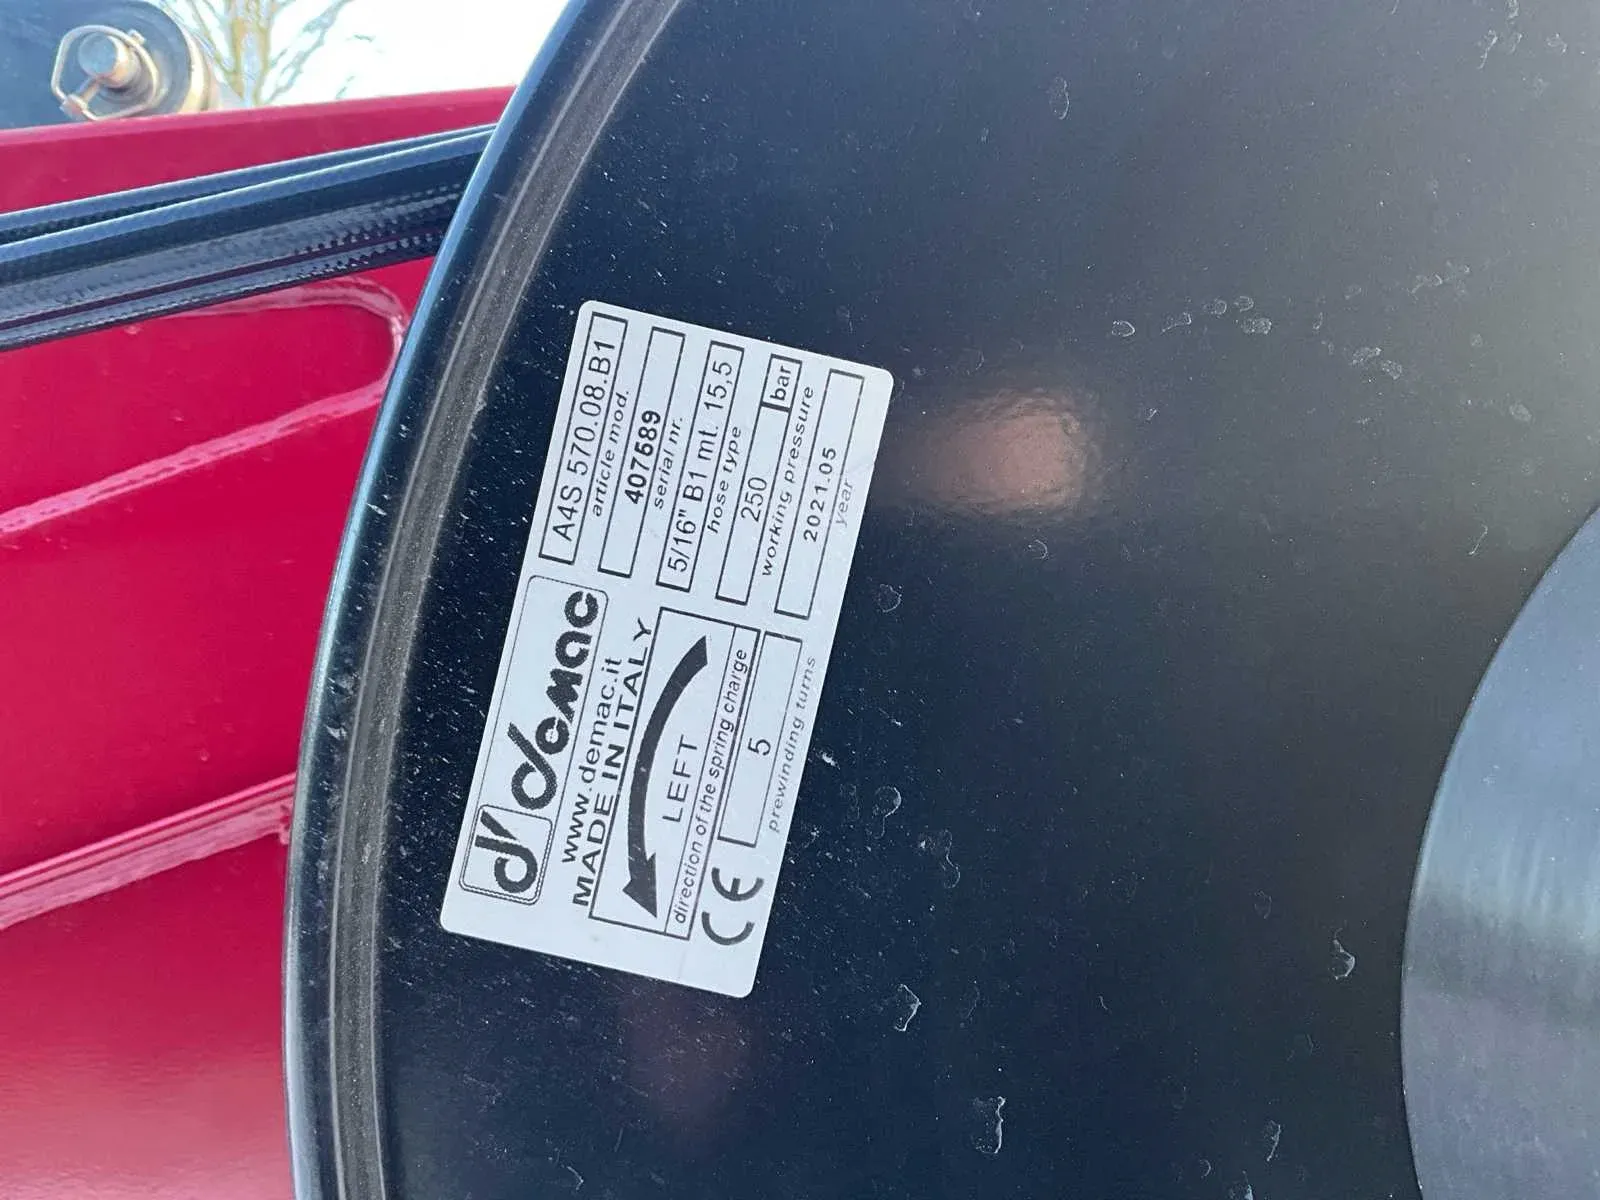 demac
www.demac.it
MADE IN ITALY
LEFT
direction of the spring charge
5
prewinding turns
CE
A4S 570.08.B1
article mod.
407589
serial nr.
5/16" B1 mt. 15,5
hose type
250 bar
working pressure
2021.05
year